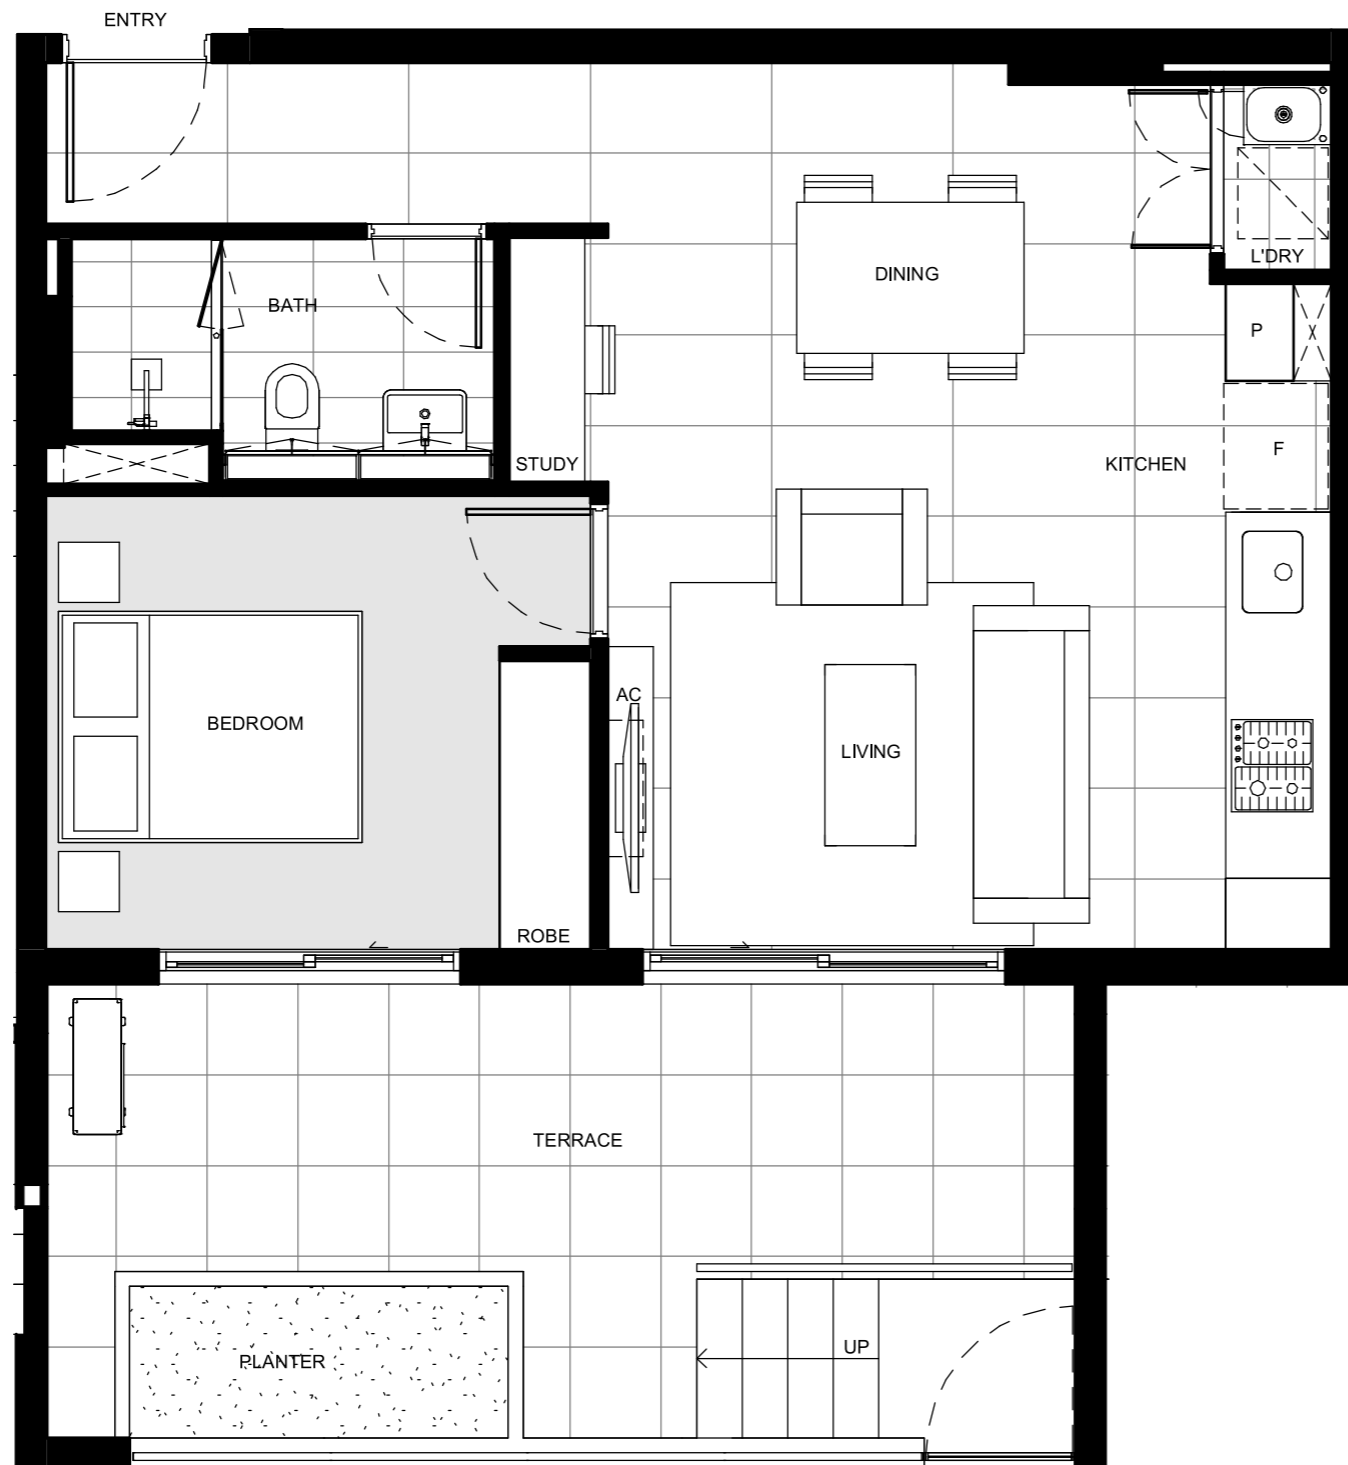 ENTRY
L'DRY
DINING
BATH
P
F
STUDY
KITCHEN
AC
BEDROOM
LIVING
ROBE
TERRACE
UP
PLANTER